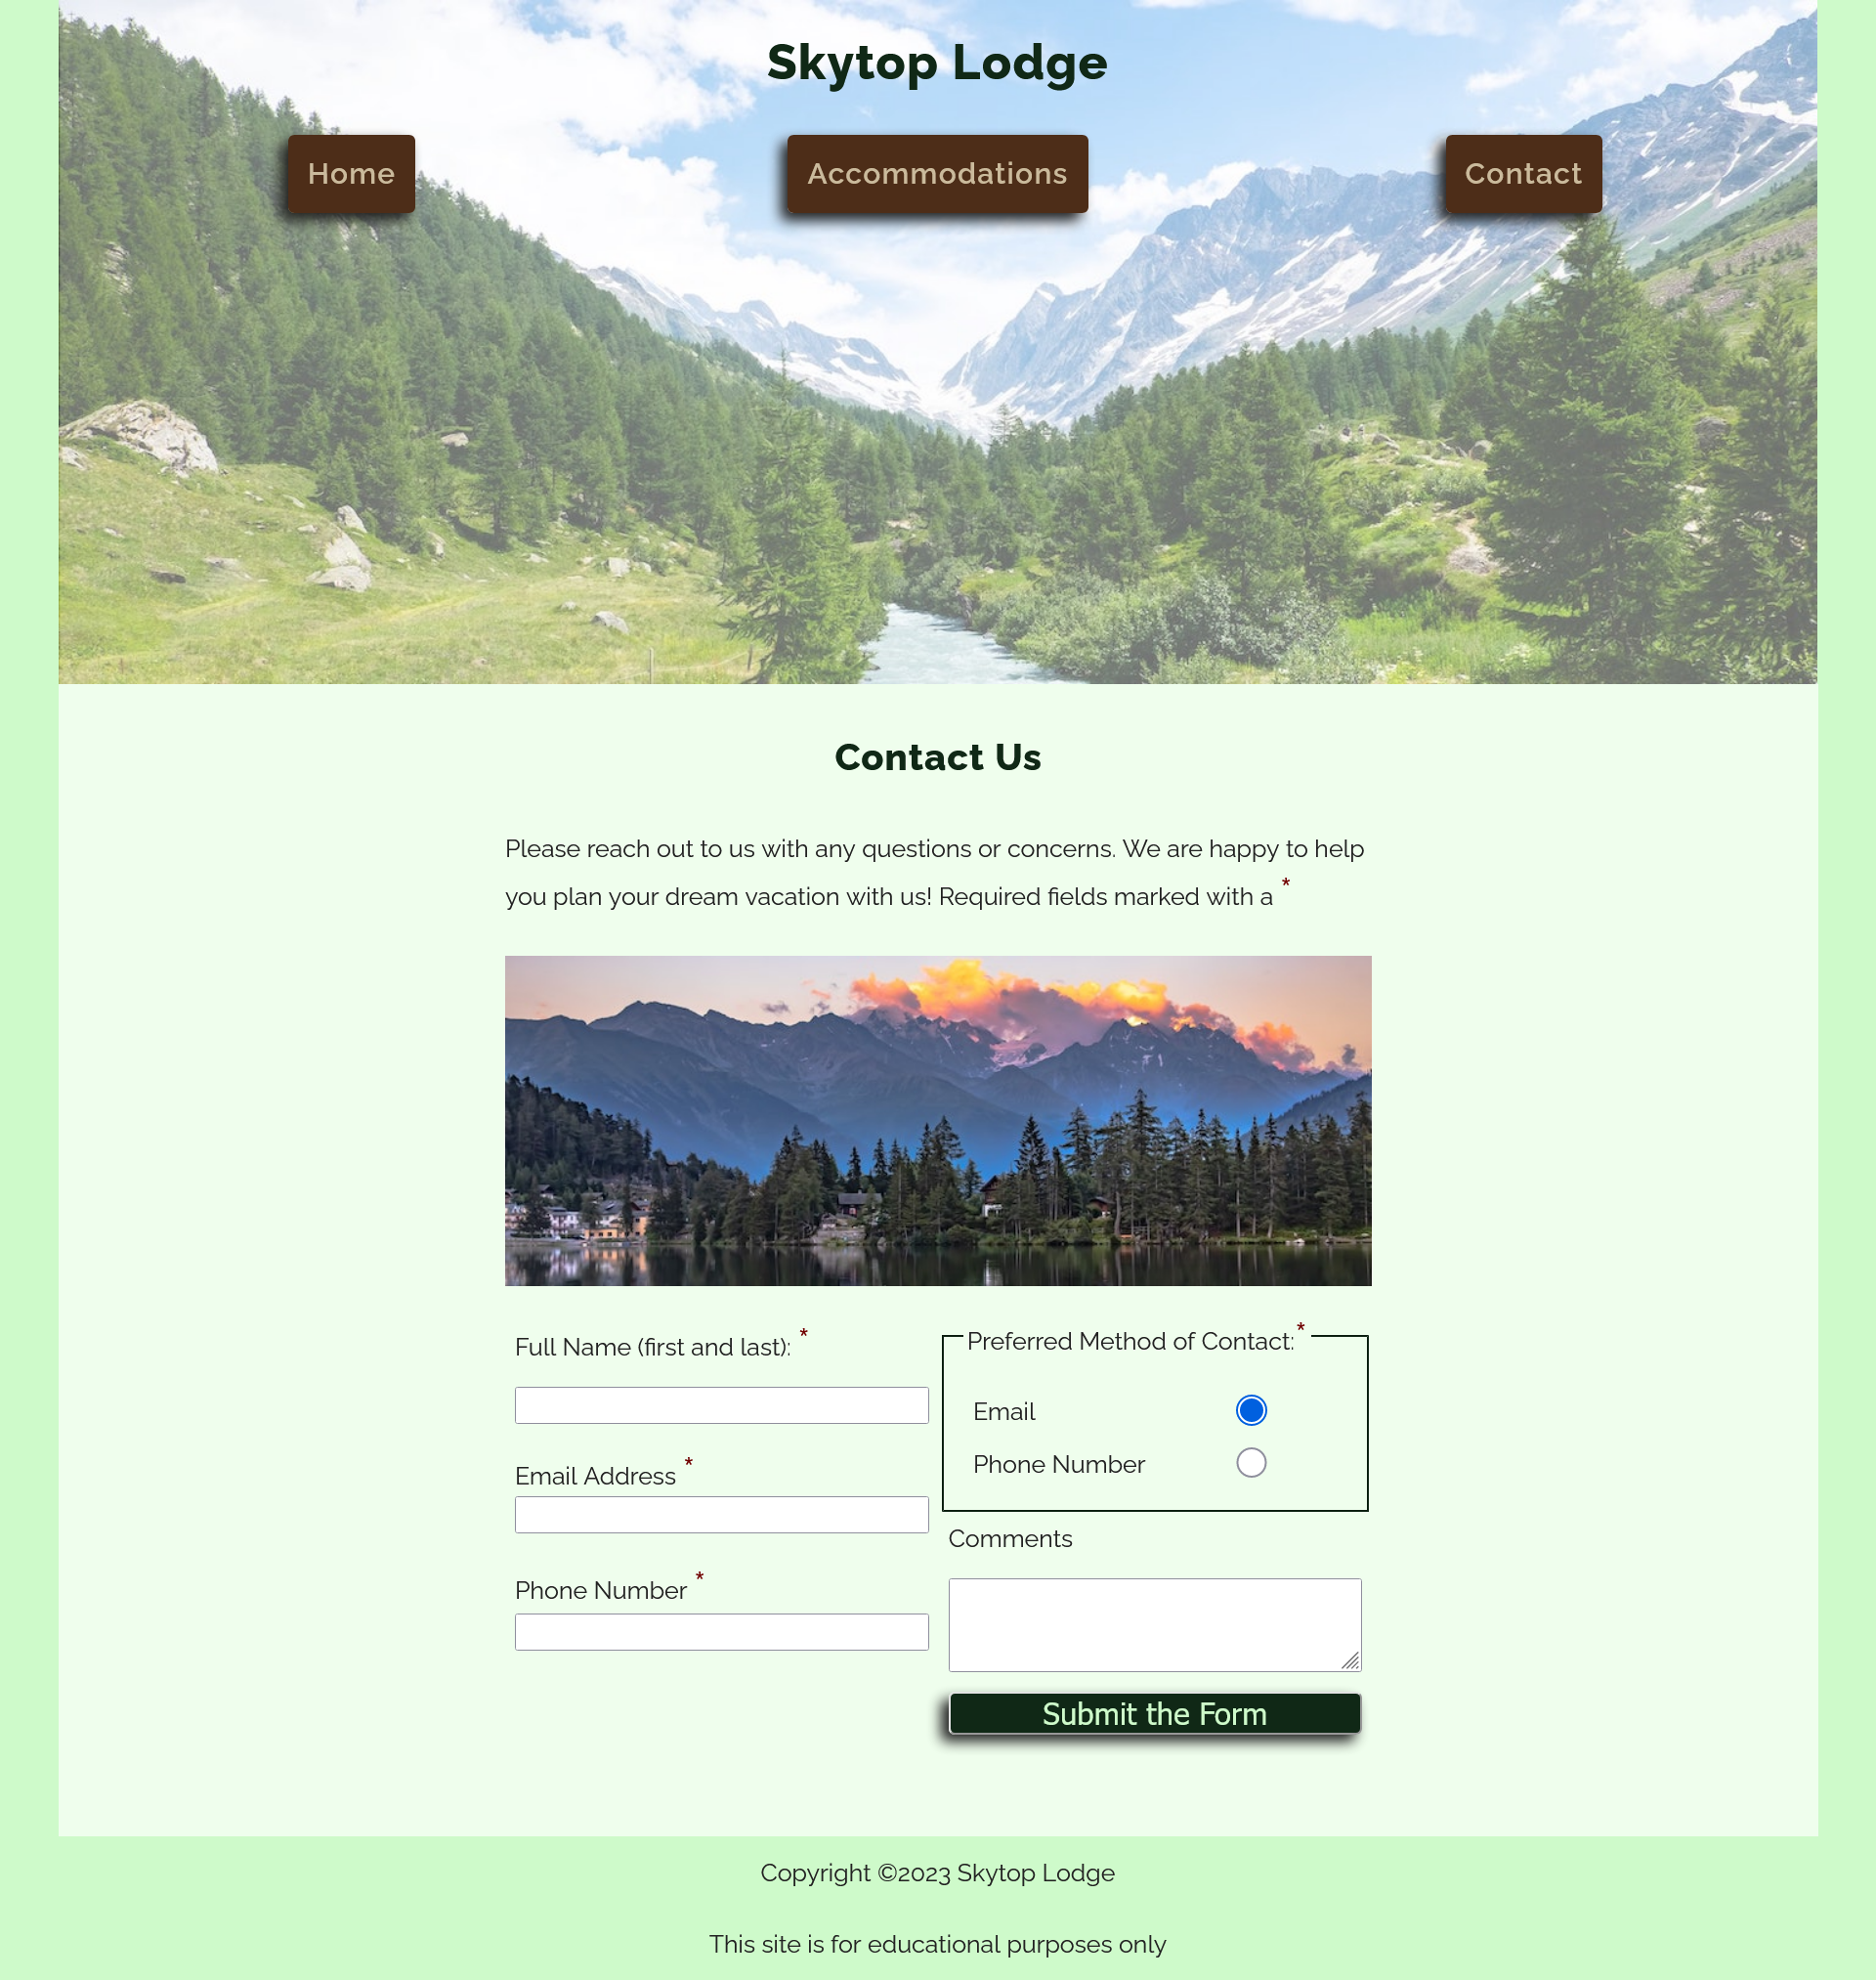 Skytop Lodge
Home
Accommodations
Contact
Contact Us
Please reach out to us with any questions or concerns. We are happy to help
you plan your dream vacation with us! Required fields marked with a *
Full Name (first and last): *
Email Address *
Phone Number *
Preferred Method of Contact:*
Email
Phone Number
Comments
Submit the Form
Copyright ©2023 Skytop Lodge
This site is for educational purposes only